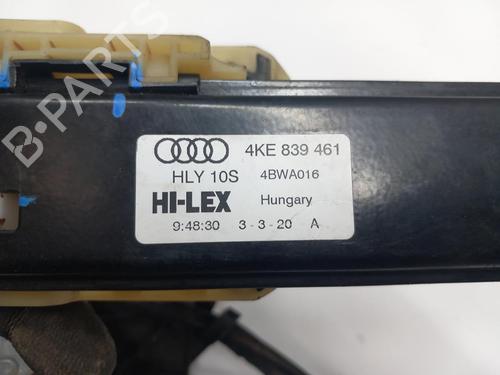 4KE 839 461
HLY 10S 4BWA016
HI-LEX Hungary
9:48:30 3-3-20 A
B-PARTS